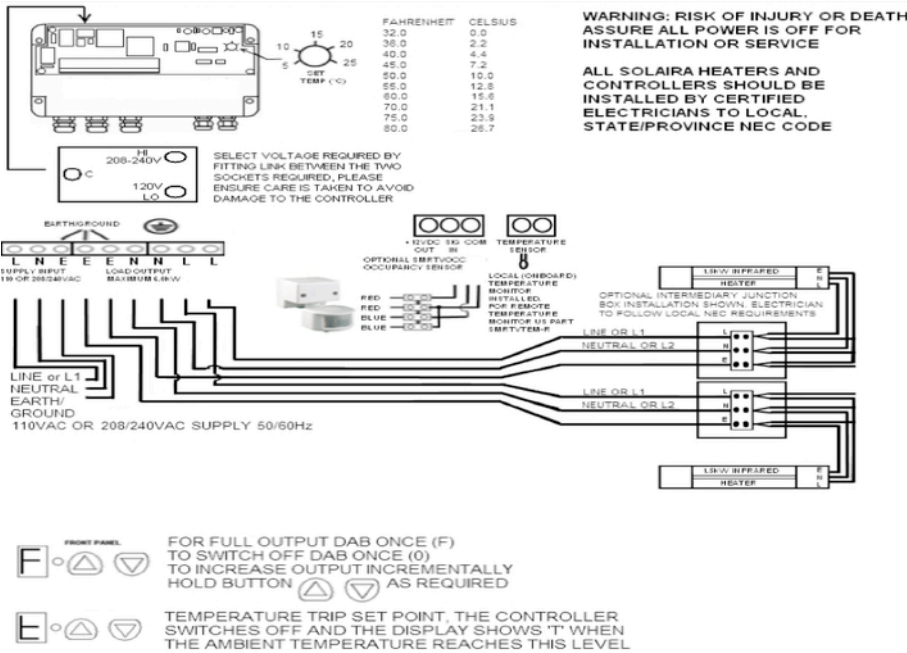 15
10
20
5
25
SET
TEMP (°C)
FAHRENHEIT CELSIUS
32.0 0.0
36.0 2.2
40.0 4.4
45.0 7.2
50.0 10.0
55.0 12.8
60.0 15.6
70.0 21.1
75.0 23.9
80.0 26.7
WARNING: RISK OF INJURY OR DEATH
ASSURE ALL POWER IS OFF FOR
INSTALLATION OR SERVICE
ALL SOLAIRA HEATERS AND
CONTROLLERS SHOULD BE
INSTALLED BY CERTIFIED
ELECTRICIANS TO LOCAL,
STATE/PROVINCE NEC CODE
HI
208-240V
C
120V
LO
SELECT VOLTAGE REQUIRED BY
FITTING LINK BETWEEN THE TWO
SOCKETS REQUIRED, PLEASE
ENSURE CARE IS TAKEN TO AVOID
DAMAGE TO THE CONTROLLER
EARTHGROUND
L N E E E N N L L
SUPPLY INPUT
110 OR 208/240VAC
LOAD OUTPUT
MAXIMUM 6.0kW
+12VDC SIG COM
OUT IN
OPTIONAL SMRTVOCC
OCCUPANCY SENSOR
TEMPERATURE
SENSOR
LOCAL (ONBOARD)
TEMPERATURE
MONITOR
INSTALLED.
FOR REMOTE
TEMPERATURE
MONITOR US PART
SMRTVTEM-R
RED
RED
BLUE
BLUE
1.5KW INFRARED
HEATER
E
N
L
OPTIONAL INTERMEDIARY JUNCTION
BOX INSTALLATION SHOWN. ELECTRICIAN
TO FOLLOW LOCAL NEC REQUIREMENTS
LINE OR L1
NEUTRAL OR L2
L
N
E
LINE OR L1
NEUTRAL OR L2
L
N
E
LINE or L1
NEUTRAL
EARTH/
GROUND
110VAC OR 208/240VAC SUPPLY 50/60Hz
1.5KW INFRARED
HEATER
E
N
L
FRONT PANEL
F
FOR FULL OUTPUT DAB ONCE (F)
TO SWITCH OFF DAB ONCE (0)
TO INCREASE OUTPUT INCREMENTALLY
HOLD BUTTON AS REQUIRED
E
TEMPERATURE TRIP SET POINT, THE CONTROLLER
SWITCHES OFF AND THE DISPLAY SHOWS 'T' WHEN
THE AMBIENT TEMPERATURE REACHES THIS LEVEL